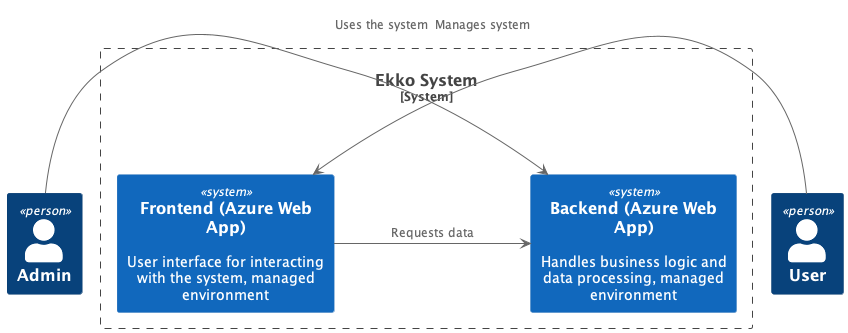 Uses the system
Manages system
Ekko System
[System]
«person»
Admin
«system»
Frontend (Azure Web
App)
User interface for interacting
with the system, managed
environment
Requests data
«system»
Backend (Azure Web
App)
Handles business logic and
data processing, managed
environment
«person»
User